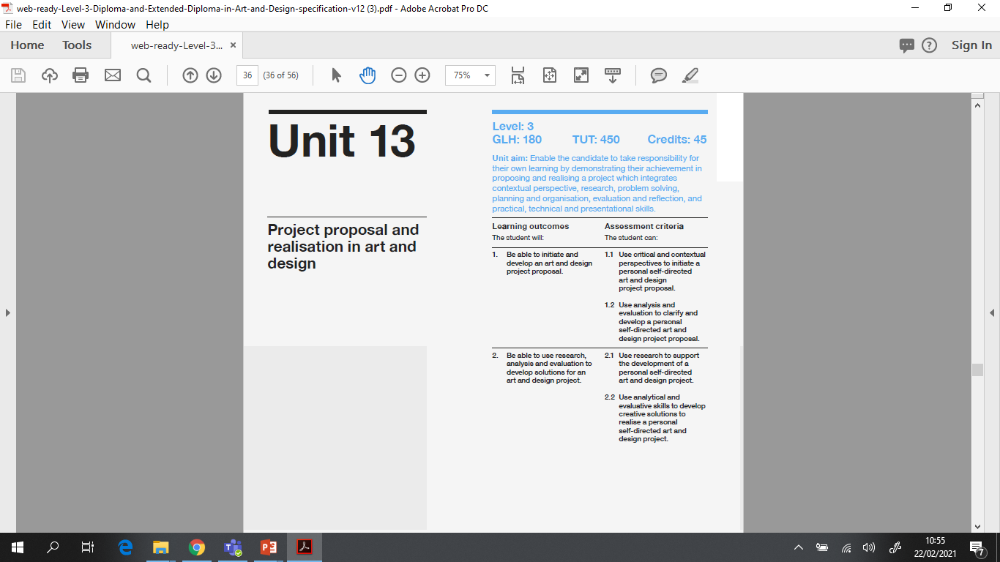 web-ready-Level-3-Diploma-and-Extended-Diploma-in-Art-and-Design-specification-v12 (3).pdf - Adobe Acrobat Pro DC
File Edit View Window Help
Home Tools web-ready-Level-3... × Sign In
36 (36 of 56) 75%
Unit 13
Project proposal and
realisation in art and
design
Level: 3
GLH: 180 TUT: 450 Credits: 45
Unit aim: Enable the candidate to take responsibility for
their own learning by demonstrating their achievement in
proposing and realising a project which integrates
contextual perspective, research, problem solving,
planning and organisation, evaluation and reflection, and
practical, technical and presentational skills.
Learning outcomes
The student will:
Assessment criteria
The student can:
1. Be able to initiate and
develop an art and design
project proposal.
1.1 Use critical and contextual
perspectives to initiate a
personal self-directed
art and design
project proposal.
1.2 Use analysis and
evaluation to clarify and
develop a personal
self-directed art and
design project proposal.
2. Be able to use research,
analysis and evaluation to
develop solutions for an
art and design project.
2.1 Use research to support
the development of a
personal self-directed
art and design project.
2.2 Use analytical and
evaluative skills to develop
creative solutions to
realise a personal
self-directed art and
design project.
10:55
22/02/2021
7